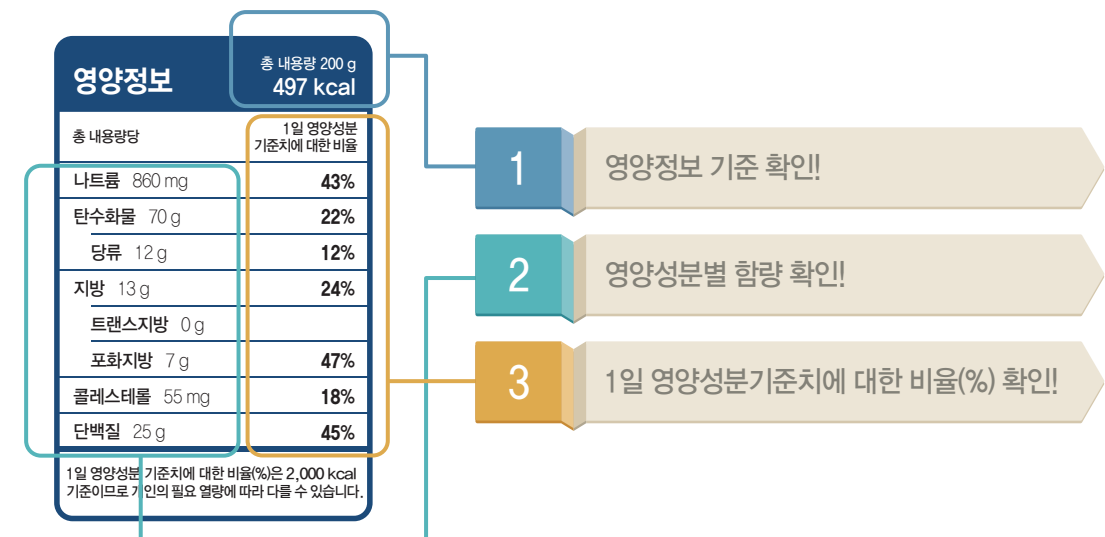 영양정보
총 내용량 200 g
497 kcal
총 내용량당
1일 영양성분
기준치에 대한 비율
나트륨 860 mg 43%
탄수화물 70 g 22%
당류 12 g 12%
지방 13 g 24%
트랜스지방 0 g
포화지방 7 g 47%
콜레스테롤 55 mg 18%
단백질 25 g 45%
1일 영양성분 기준치에 대한 비율(%)은 2,000 kcal
기준이므로 개인의 필요 열량에 따라 다를 수 있습니다.
1 영양정보 기준 확인!
2 영양성분별 함량 확인!
3 1일 영양성분기준치에 대한 비율(%) 확인!